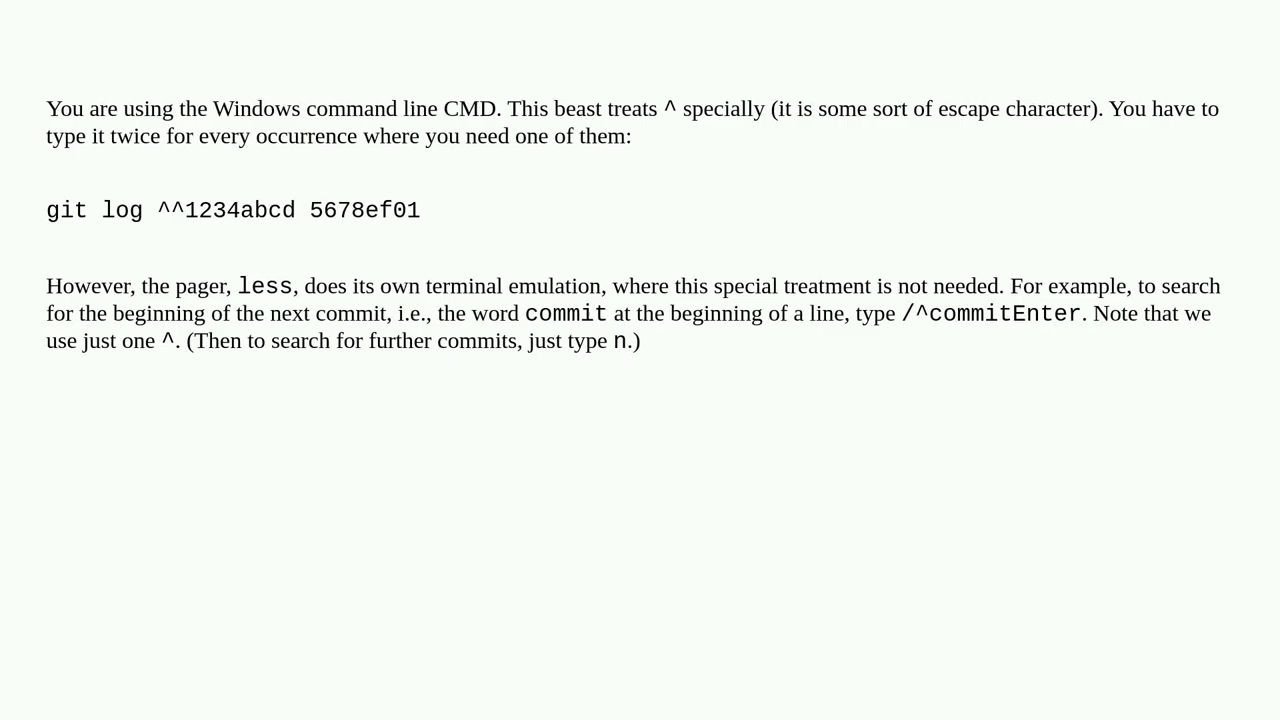 You are using the Windows command line CMD. This beast treats ^ specially (it is some sort of escape character). You have to
type it twice for every occurrence where you need one of them:
git log ^^1234abcd 5678ef01
However, the pager, less, does its own terminal emulation, where this special treatment is not needed. For example, to search
for the beginning of the next commit, i.e., the word commit at the beginning of a line, type /^commitEnter. Note that we
use just one ^. (Then to search for further commits, just type n.)